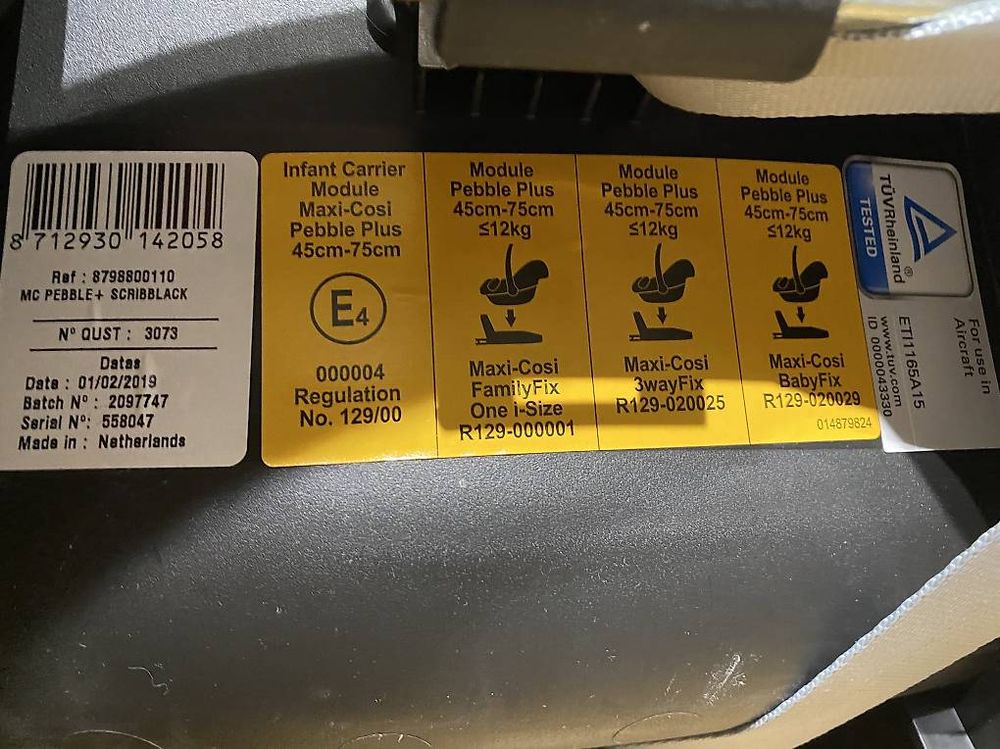 8 712930 142058
Ref : 8798800110
MC PEBBLE+ SCRIBBLACK
Nº OUST : 3073
Datas
Date : 01/02/2019
Batch Nº : 2097747
Serial Nº: 558047
Made in : Netherlands
Infant Carrier
Module
Maxi-Cosi
Pebble Plus
45cm-75cm
E4
000004
Regulation
No. 129/00
Module
Pebble Plus
45cm-75cm
≤12kg
Maxi-Cosi
FamilyFix
One i-Size
R129-000001
Module
Pebble Plus
45cm-75cm
≤12kg
Maxi-Cosi
3wayFix
R129-020025
Module
Pebble Plus
45cm-75cm
≤12kg
Maxi-Cosi
BabyFix
R129-020029
014879824
TÜVRheinland®
TESTED
For use in
Aircraft
ETI1165A15
www.tuv.com
ID 0000043330